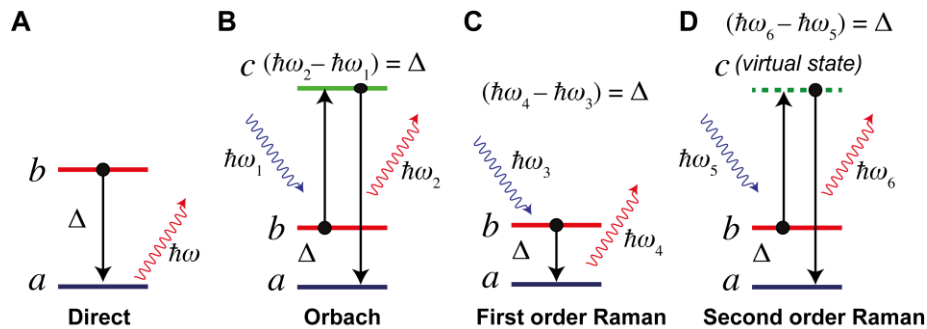 A
b
Δ
ħω
a
Direct
B
c (ħω₂ – ħω₁) = Δ
ħω₁
ħω₂
b
Δ
a
Orbach
C
(ħω₄ – ħω₃) = Δ
ħω₃
b
Δ
ħω₄
a
First order Raman
D
(ħω₆ – ħω₅) = Δ
c (virtual state)
ħω₅
ħω₆
b
Δ
a
Second order Raman